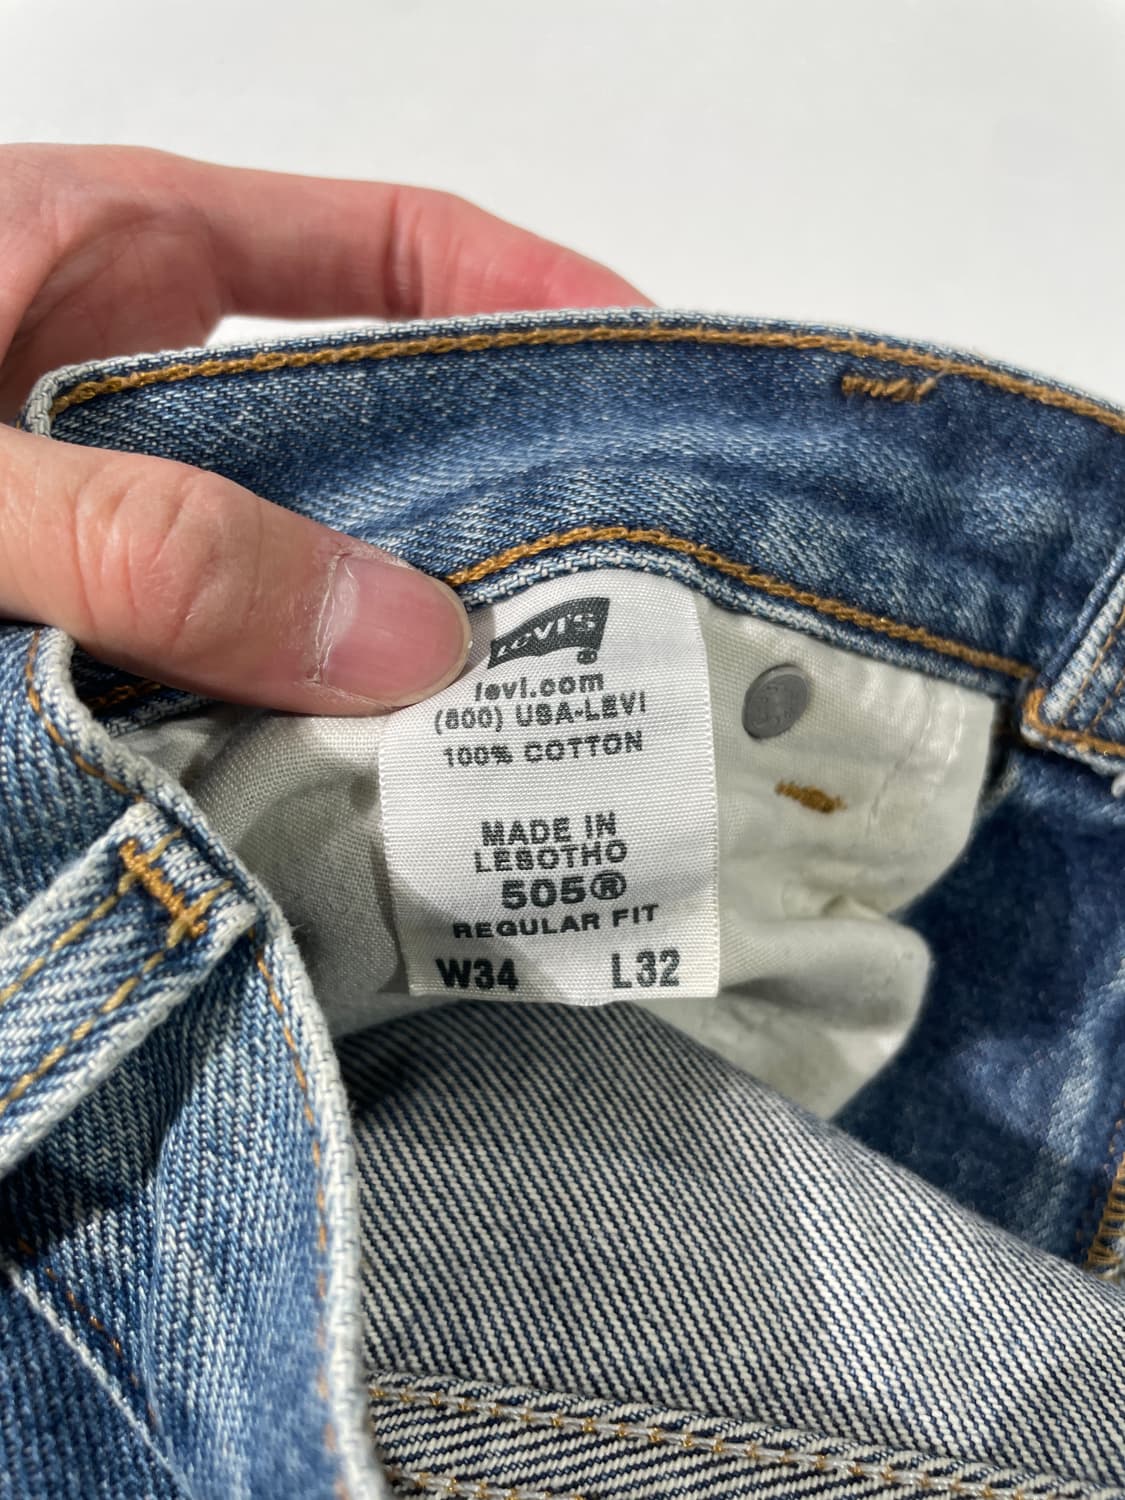 Levi's
levi.com
(800) USA-LEVI
100% COTTON
MADE IN
LESOTHO
505®
REGULAR FIT
W34 L32